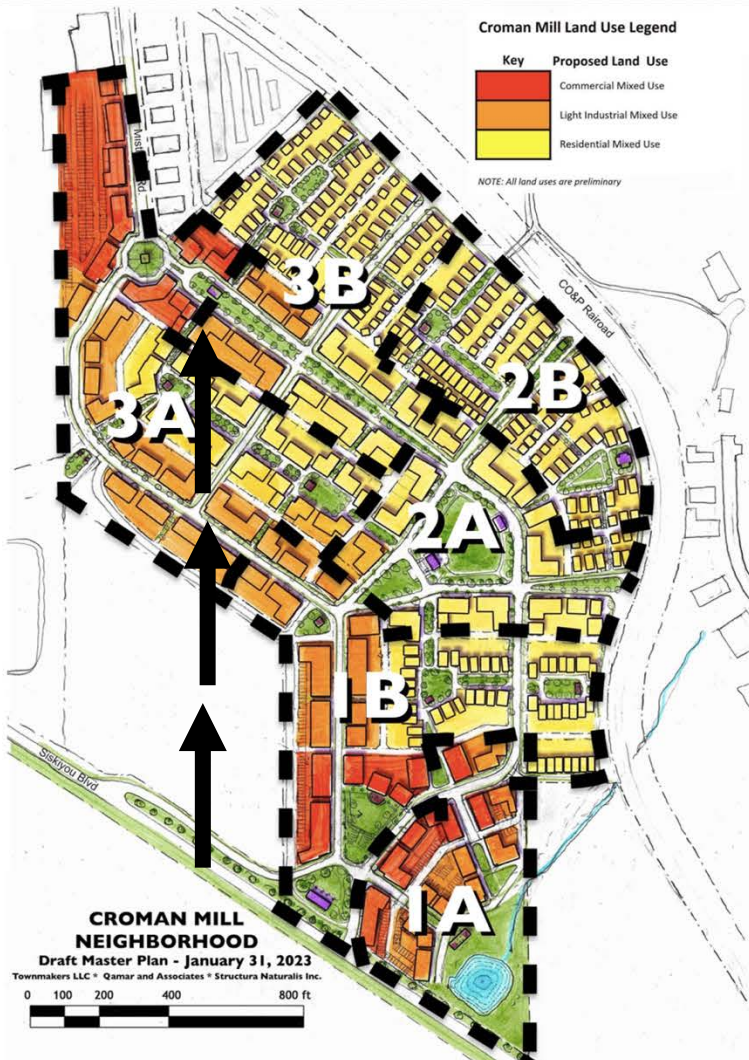 Croman Mill Land Use Legend
Key Proposed Land Use
Commercial Mixed Use
Light Industrial Mixed Use
Residential Mixed Use
NOTE: All land uses are preliminary
Rd
3B
CO&P Railroad
2B
3A
2A
1B
Siskiyou Blvd
1A
CROMAN MILL
NEIGHBORHOOD
Draft Master Plan - January 31, 2023
Townmakers LLC * Qamar and Associates * Structura Naturalis Inc.
0 100 200 400 800 ft